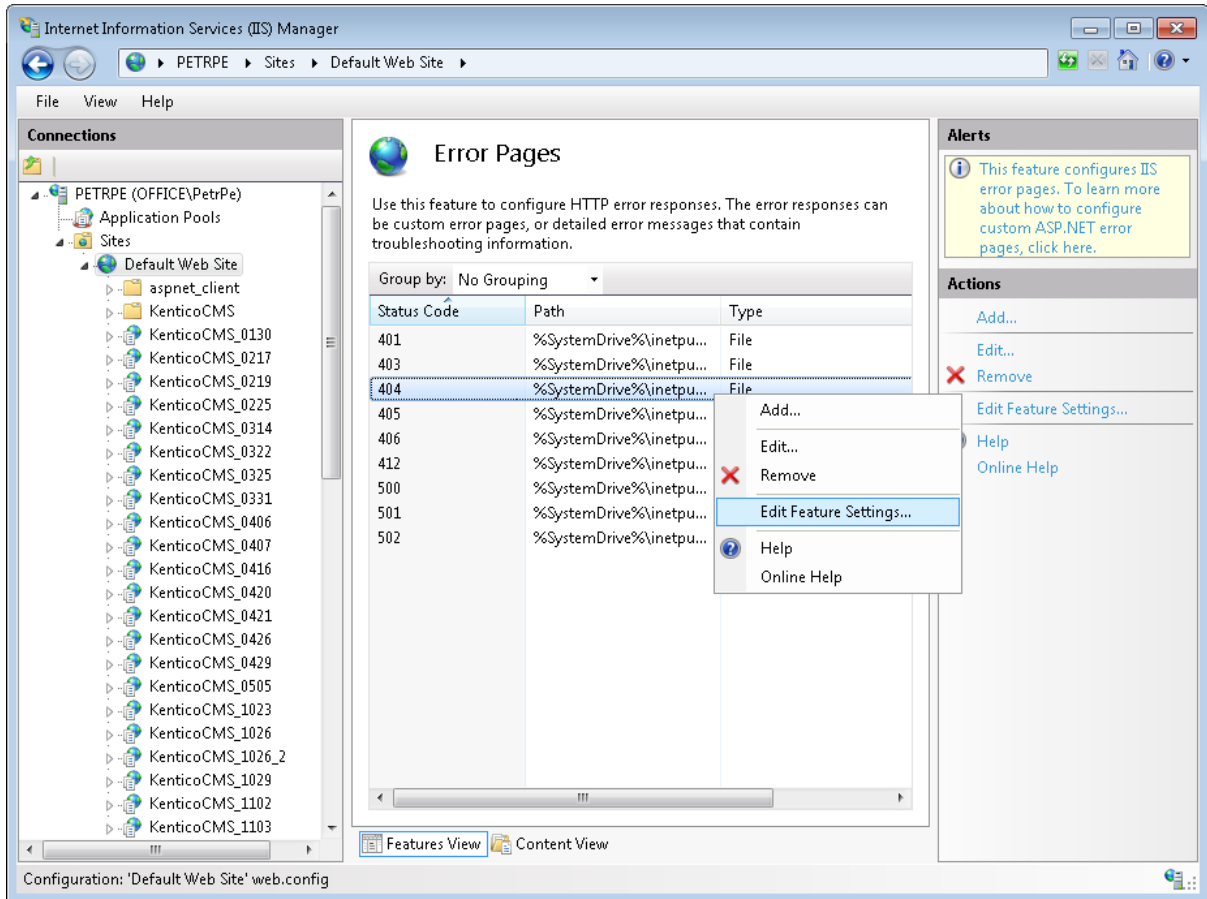 Internet Information Services (IIS) Manager
PETRPE Sites Default Web Site
File View Help
Connections
PETRPE (OFFICE\PetrPe)
Application Pools
Sites
Default Web Site
aspnet_client
KenticoCMS
KenticoCMS_0130
KenticoCMS_0217
KenticoCMS_0219
KenticoCMS_0225
KenticoCMS_0314
KenticoCMS_0322
KenticoCMS_0325
KenticoCMS_0331
KenticoCMS_0406
KenticoCMS_0407
KenticoCMS_0416
KenticoCMS_0420
KenticoCMS_0421
KenticoCMS_0426
KenticoCMS_0429
KenticoCMS_0505
KenticoCMS_1023
KenticoCMS_1026
KenticoCMS_1026_2
KenticoCMS_1029
KenticoCMS_1102
KenticoCMS_1103
Error Pages
Use this feature to configure HTTP error responses. The error responses can
be custom error pages, or detailed error messages that contain
troubleshooting information.
Group by: No Grouping
Status Code Path Type
401 %SystemDrive%\inetpu... File
403 %SystemDrive%\inetpu... File
404 %SystemDrive%\inetpu... File
405 %SystemDrive%\inetpu...
406 %SystemDrive%\inetpu...
412 %SystemDrive%\inetpu...
500 %SystemDrive%\inetpu...
501 %SystemDrive%\inetpu...
502 %SystemDrive%\inetpu...
Add...
Edit...
Remove
Edit Feature Settings...
Help
Online Help
Features View Content View
Alerts
This feature configures IIS
error pages. To learn more
about how to configure
custom ASP.NET error
pages, click here.
Actions
Add...
Edit...
Remove
Edit Feature Settings...
Help
Online Help
Configuration: 'Default Web Site' web.config